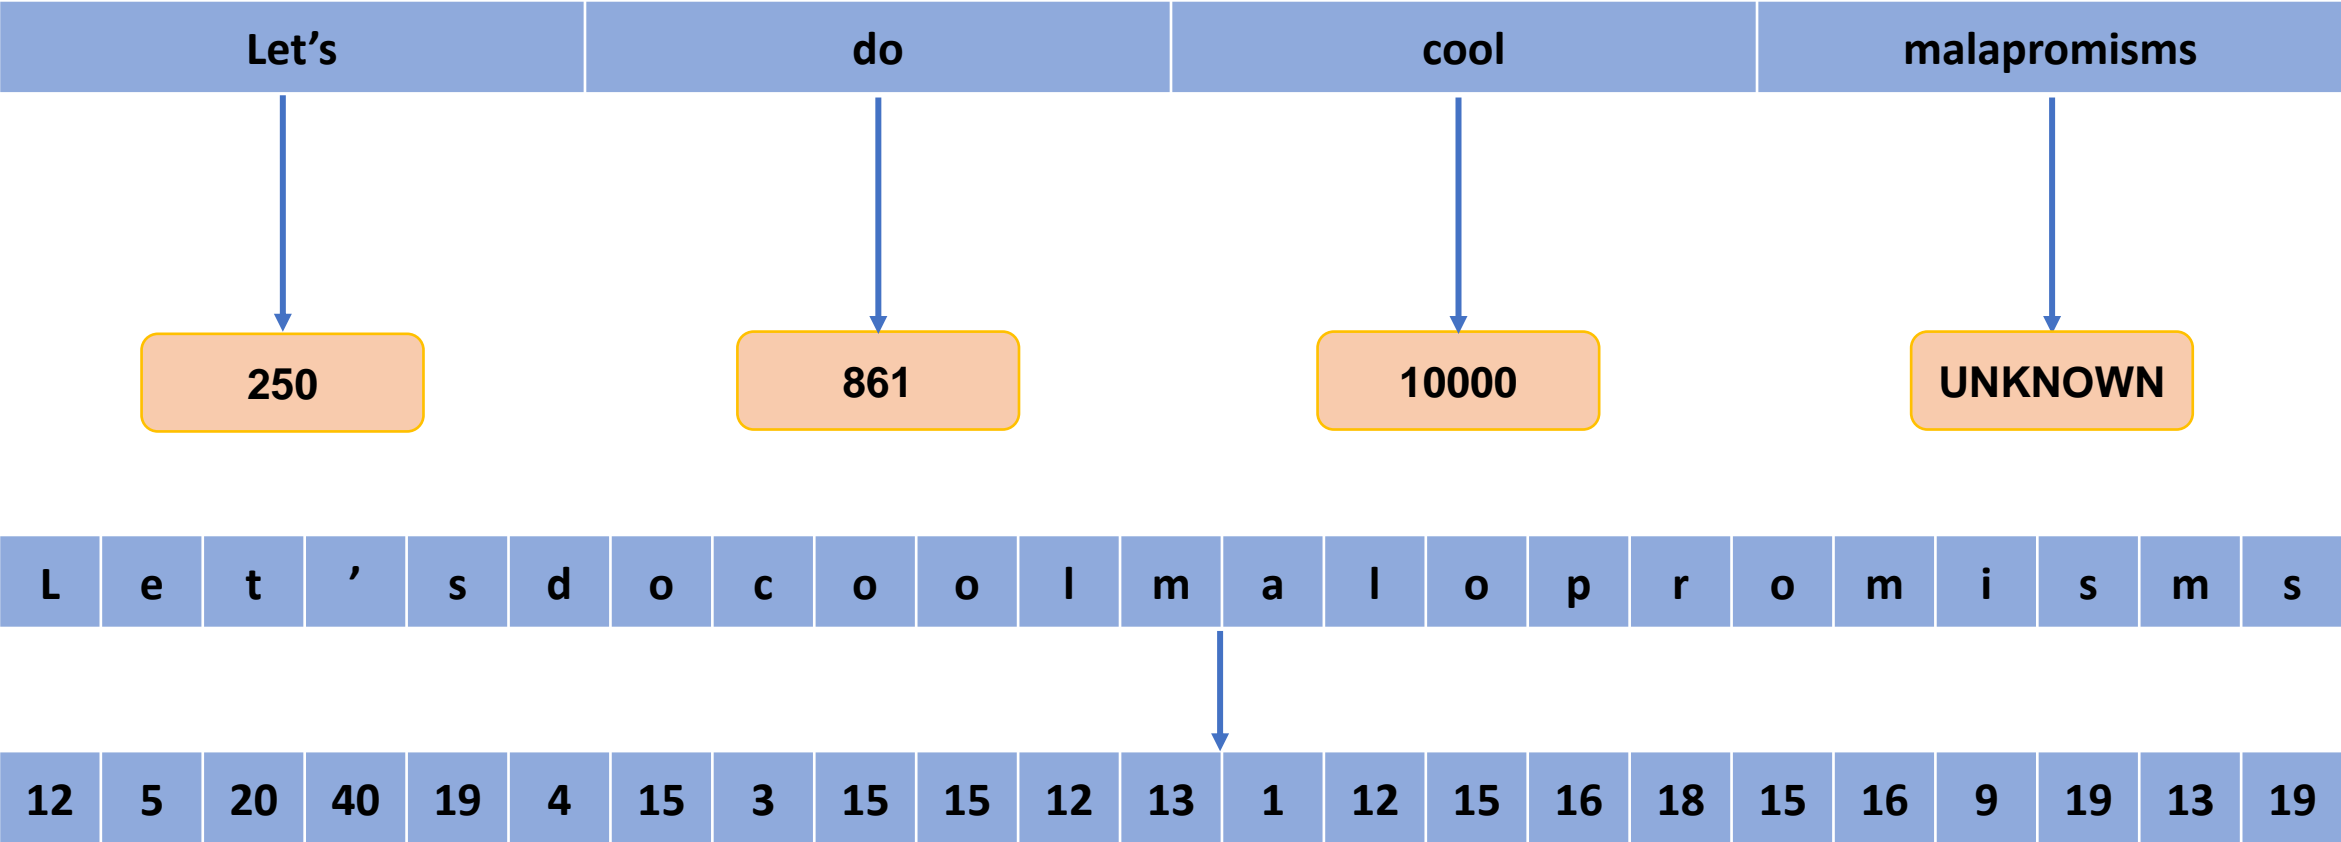 Let’s do cool malapromisms
250 861 10000 UNKNOWN
L e t ’ s d o c o o l m a l o p r o m i s m s
12 5 20 40 19 4 15 3 15 15 12 13 1 12 15 16 18 15 16 9 19 13 19